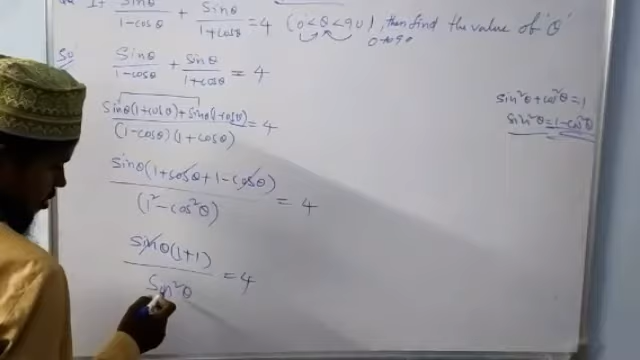 If sinθ/1-cosθ + sinθ/1+cosθ = 4 (0<θ<90), then find the value of 'θ'
0 to 90
So
sinθ/1-cosθ + sinθ/1+cosθ = 4
sin²θ + cos²θ = 1
sin²θ = 1-cos²θ
sinθ(1+cosθ)+sinθ(1-cosθ)/(1-cosθ)(1+cosθ) = 4
sinθ(1+cosθ+1-cosθ)/(1²-cos²θ) = 4
sinθ(1+1)/sin²θ = 4